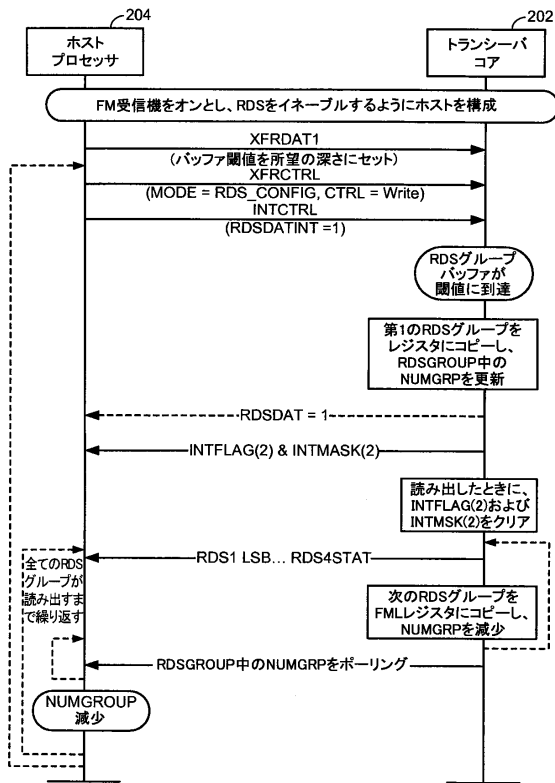 204
202
ホスト
プロセッサ
トランシーバ
コア
FM受信機をオンとし、RDSをイネーブルするようにホストを構成
XFRDAT1
(バッファ閾値を所望の深さにセット)
XFRCTRL
(MODE = RDS_CONFIG, CTRL = Write)
INTCTRL
(RDSDATINT =1)
RDSグループ
バッファが
閾値に到達
第1のRDSグループを
レジスタにコピーし、
RDSGROUP中の
NUMGRPを更新
RDSDAT = 1
INTFLAG(2) & INTMASK(2)
読み出したときに、
INTFLAG(2)および
INTMSK(2)をクリア
全てのRDS
グループが
読み出すま
で繰り返す
RDS1 LSB... RDS4STAT
次のRDSグループを
FMLレジスタにコピーし、
NUMGRPを減少
RDSGROUP中のNUMGRPをポーリング
NUMGROUP
減少